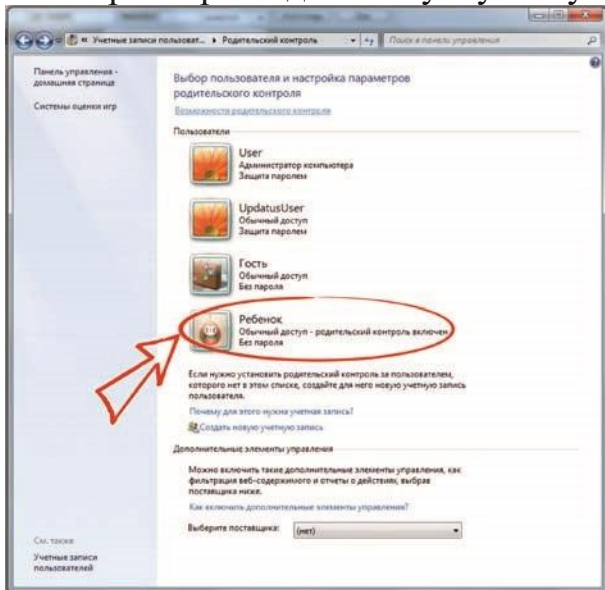 « Учетные записи пользоват... ▸ Родительский контроль
Поиск в панели управления
Панель управления -
домашняя страница
Системы оценки игр
Выбор пользователя и настройка параметров
родительского контроля
Возможности родительского контроля
Пользователи
User
Администратор компьютера
Защита паролем
UpdatusUser
Обычный доступ
Защита паролем
Гость
Обычный доступ
Без пароля
Ребенок
Обычный доступ - родительский контроль включен
Без пароля
Если нужно установить родительский контроль за пользователем,
которого нет в этом списке, создайте для него новую учетную запись
пользователя.
Почему для этого нужна учетная запись?
Создать новую учетную запись
Дополнительные элементы управления
Можно включить такие дополнительные элементы управления, как
фильтрация веб-содержимого и отчеты о действиях, выбрав
поставщика ниже.
Как включить дополнительные элементы управления?
Выберите поставщика: (нет)
См. также
Учетные записи
пользователей